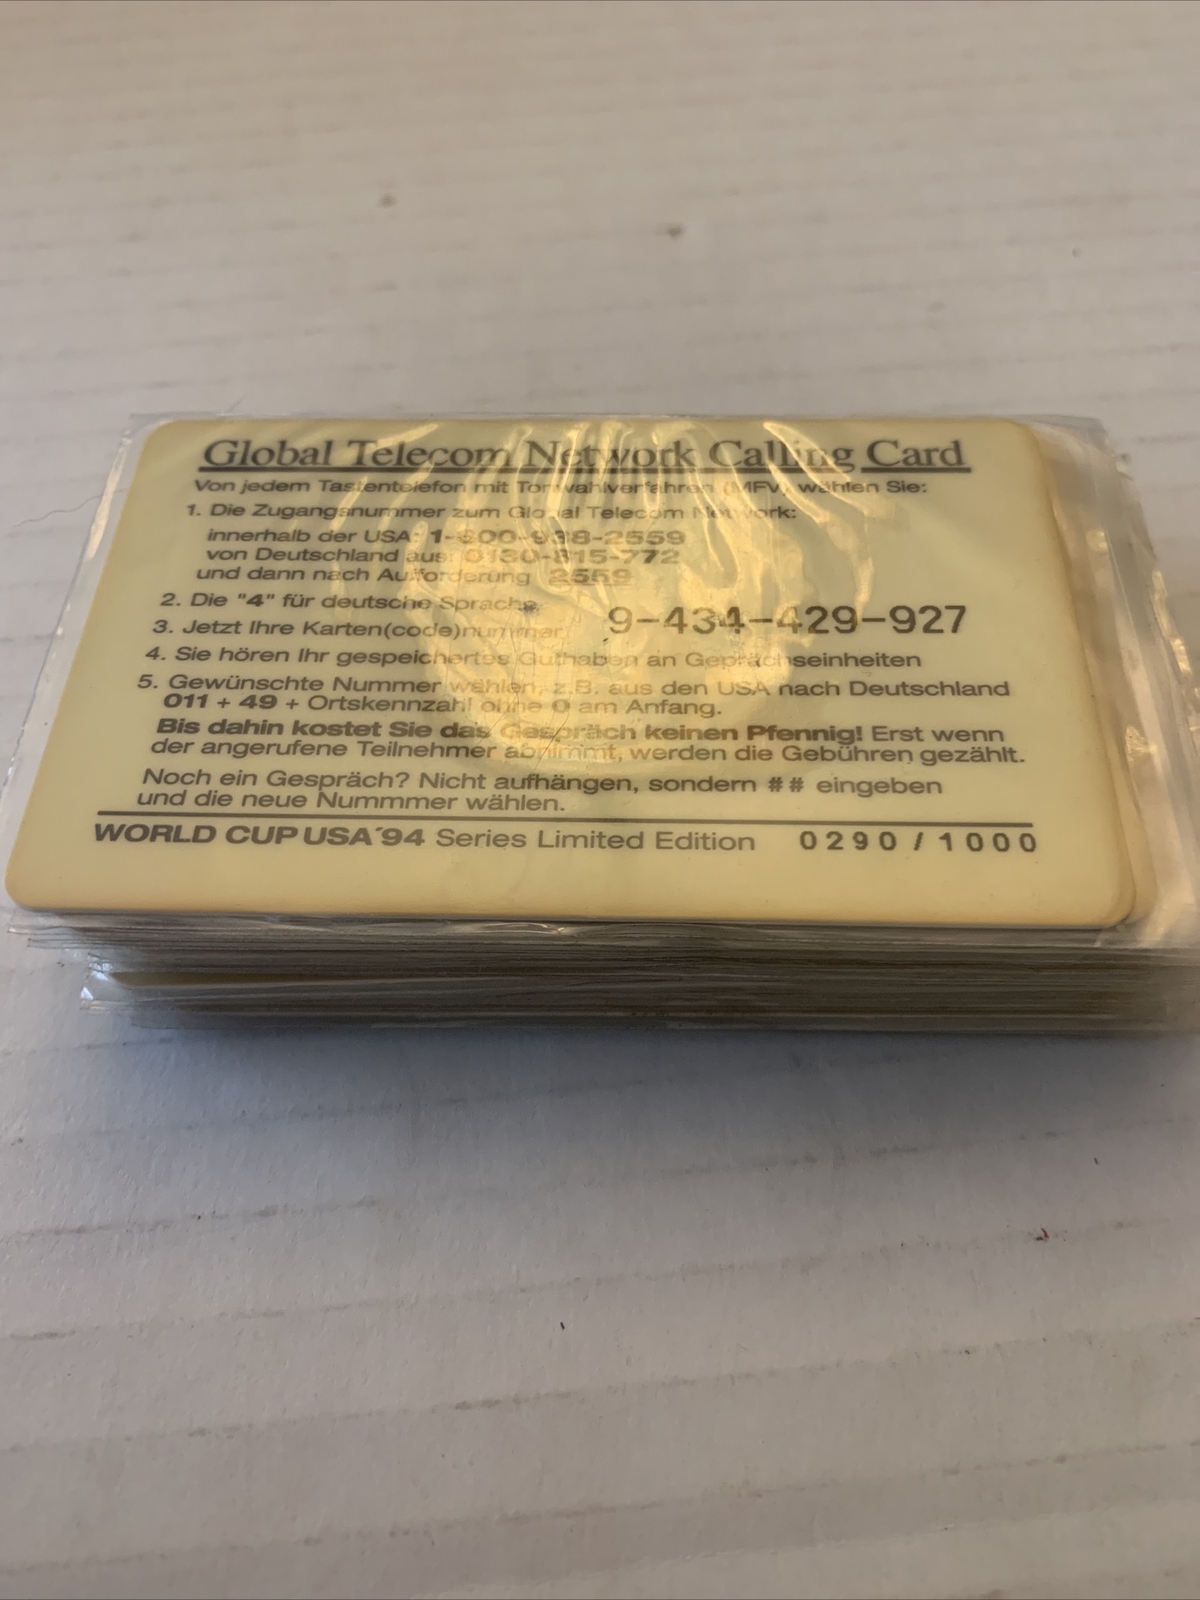 Global Telecom Network Calling Card
Von jedem Tastentelefon mit Tonwahlverfahren (MFV) wählen Sie:
1. Die Zugangsnummer zum Global Telecom Network:
innerhalb der USA: 1-800-938-2559
von Deutschland aus: 0130-815-772
und dann nach Aufforderung 2559
2. Die "4" für deutsche Sprache
3. Jetzt Ihre Karten(code)nummer: 9-434-429-927
4. Sie hören Ihr gespeichertes Guthaben an Gesprächseinheiten
5. Gewünschte Nummer wählen, z.B. aus den USA nach Deutschland
011 + 49 + Ortskennzahl ohne 0 am Anfang.
Bis dahin kostet Sie das Gespräch keinen Pfennig! Erst wenn
der angerufene Teilnehmer abnimmt, werden die Gebühren gezählt.
Noch ein Gespräch? Nicht aufhängen, sondern ## eingeben
und die neue Nummmer wählen.
WORLD CUP USA´94 Series Limited Edition 0290/1000